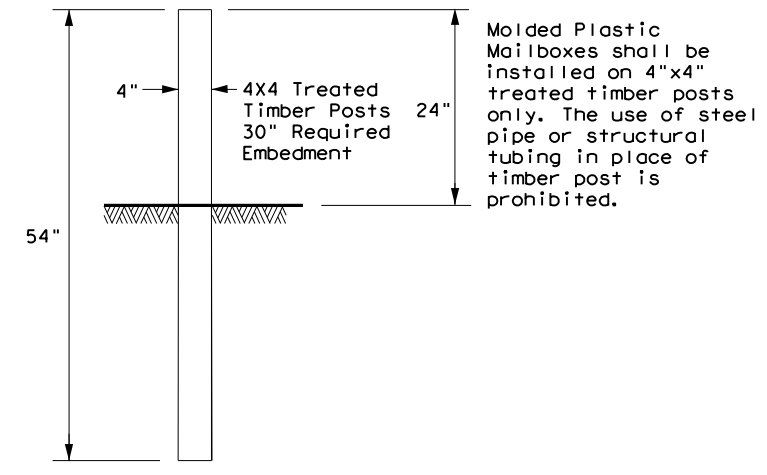 54"
4"
4X4 Treated
Timber Posts
30" Required
Embedment
24"
Molded Plastic
Mailboxes shall be
installed on 4"x4"
treated timber posts
only. The use of steel
pipe or structural
tubing in place of
timber post is
prohibited.